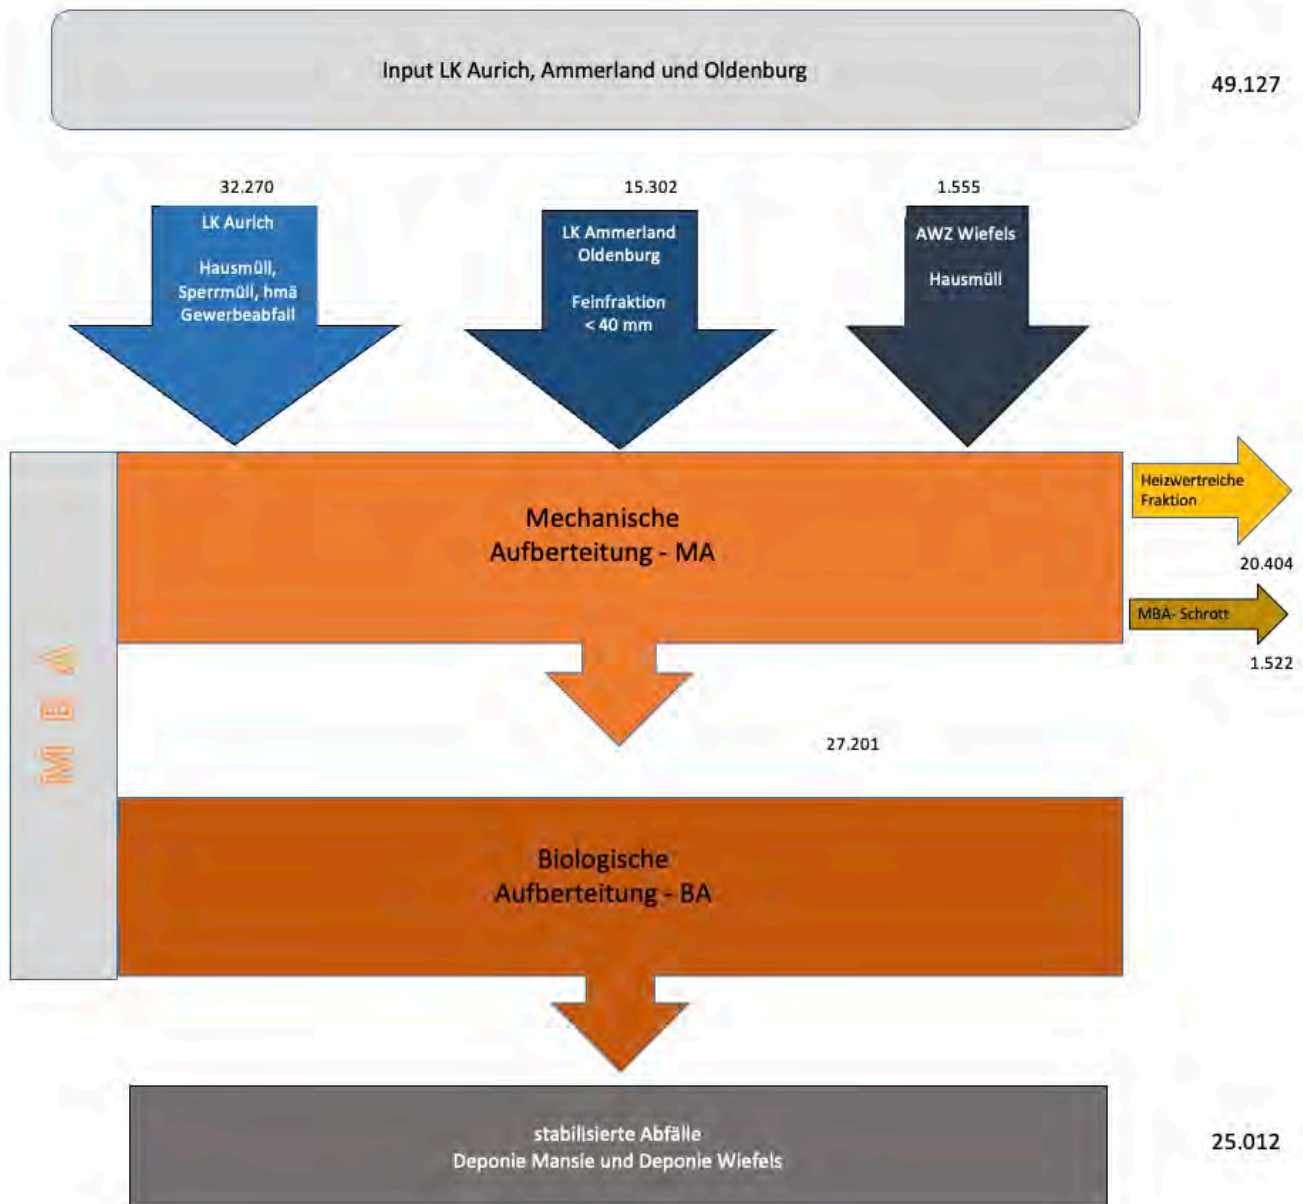 Input LK Aurich, Ammerland und Oldenburg
49.127
32.270
15.302
1.555
LK Aurich
Hausmüll,
Sperrmüll, hmä
Gewerbeabfall
LK Ammerland
Oldenburg
Feinfraktion
< 40 mm
AWZ Wiefels
Hausmüll
Mechanische
Aufberteitung - MA
Heizwertreiche
Fraktion
20.404
MBA- Schrott
1.522
M B A
27.201
Biologische
Aufberteitung - BA
stabilisierte Abfälle
Deponie Mansie und Deponie Wiefels
25.012